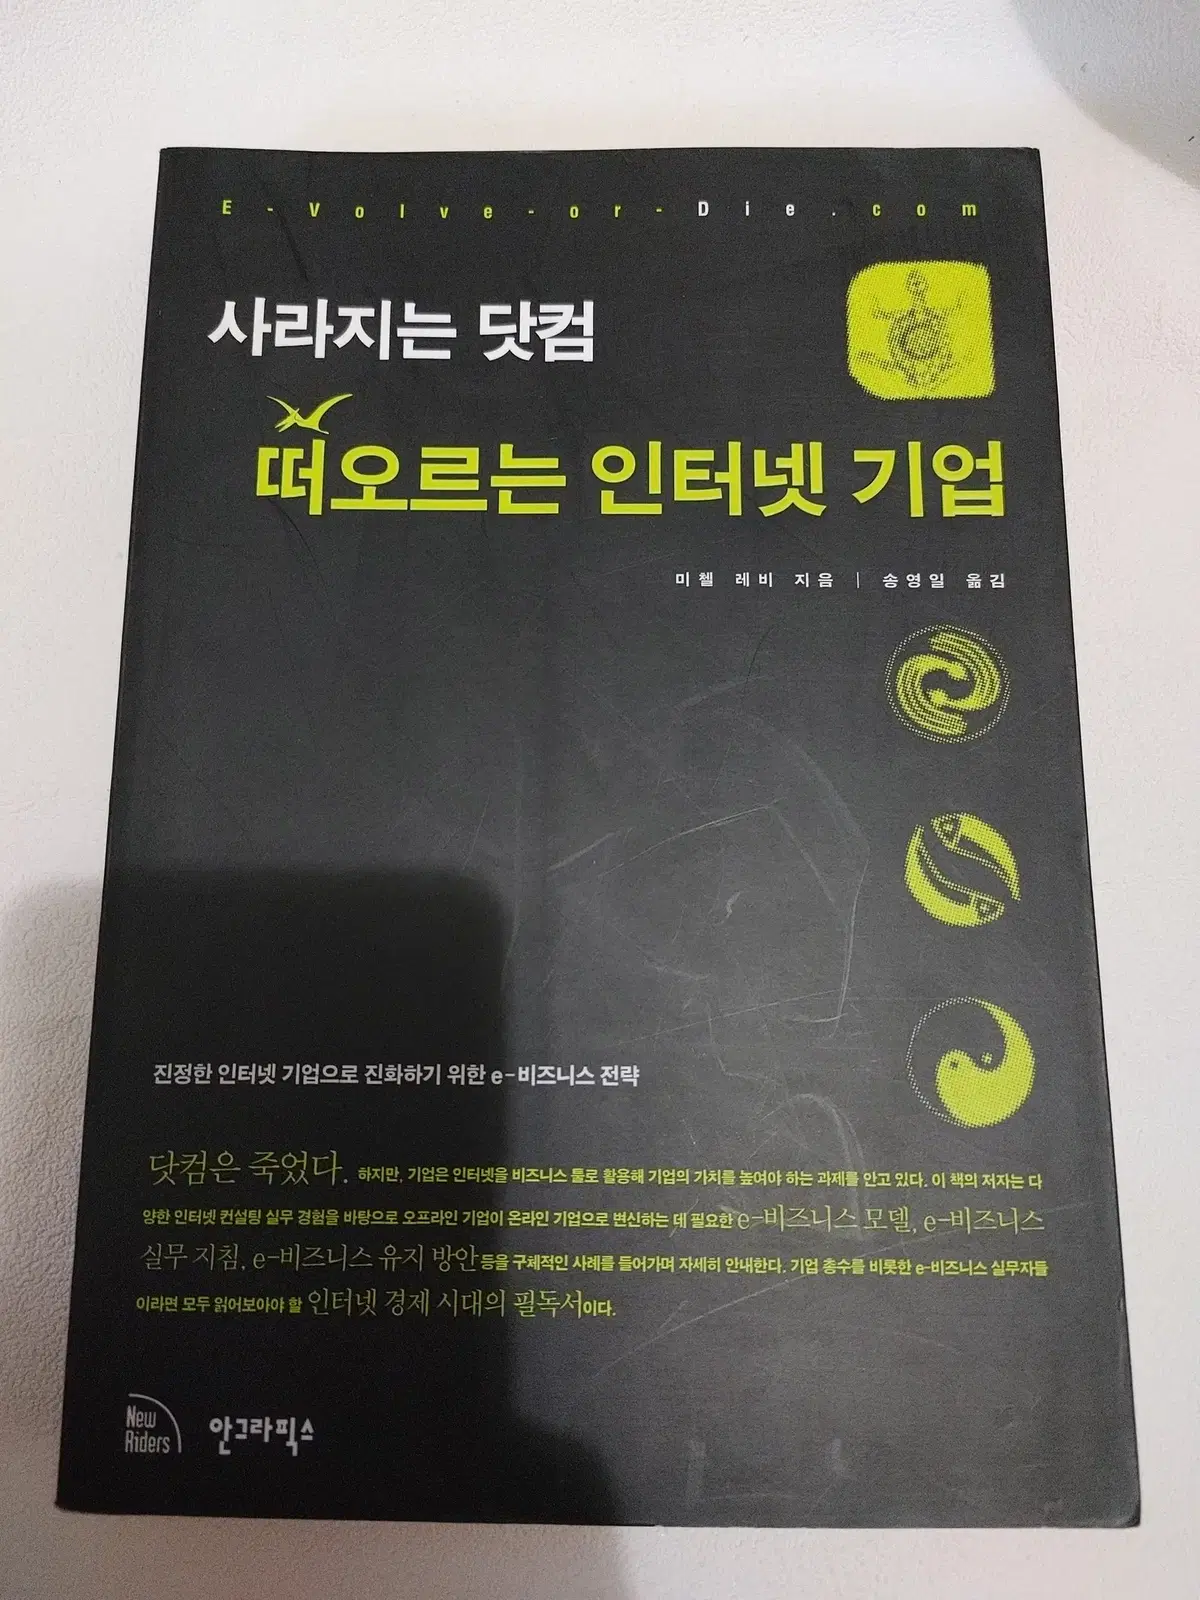 E-Volve-or-Die.com
사라지는 닷컴
떠오르는 인터넷 기업
미첼 레비 지음 | 송영일 옮김
진정한 인터넷 기업으로 진화하기 위한 e-비즈니스 전략
닷컴은 죽었다. 하지만, 기업은 인터넷을 비즈니스 툴로 활용해 기업의 가치를 높여야 하는 과제를 안고 있다. 이 책의 저자는 다
양한 인터넷 컨설팅 실무 경험을 바탕으로 오프라인 기업이 온라인 기업으로 변신하는 데 필요한 e-비즈니스 모델, e-비즈니스
실무 지침, e-비즈니스 유지 방안 등을 구체적인 사례를 들어가며 자세히 안내한다. 기업 총수를 비롯한 e-비즈니스 실무자들
이라면 모두 읽어보아야 할 인터넷 경제 시대의 필독서이다.
New
Riders
안그라픽스